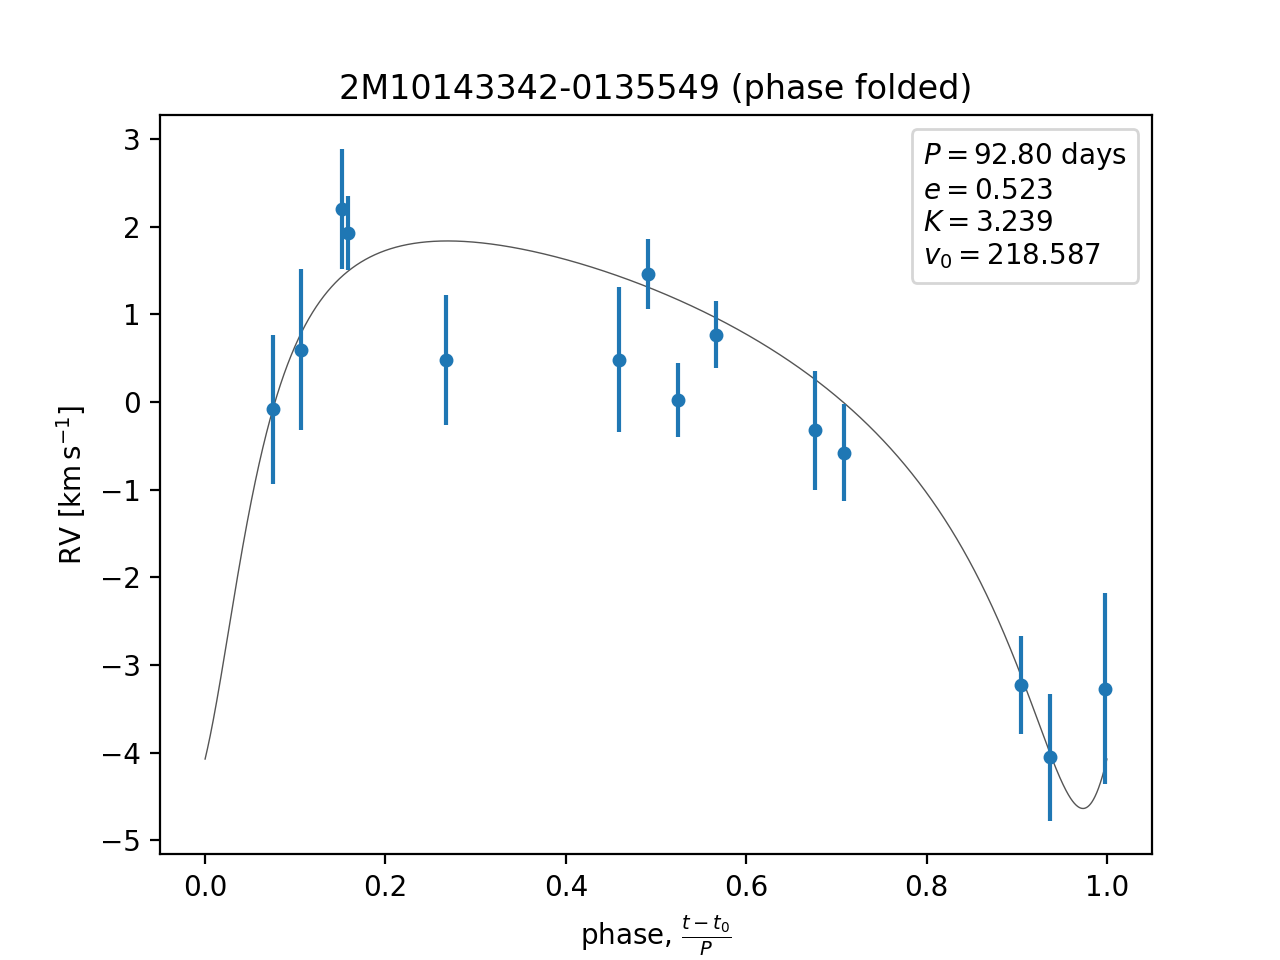 2M10143342-0135549 (phase folded)
P = 92.80 days
e = 0.523
K = 3.239
v₀ = 218.587
3
2
1
0
−1
−2
−3
−4
−5
RV [km s⁻¹]
0.0 0.2 0.4 0.6 0.8 1.0
phase, (t − t₀)/P